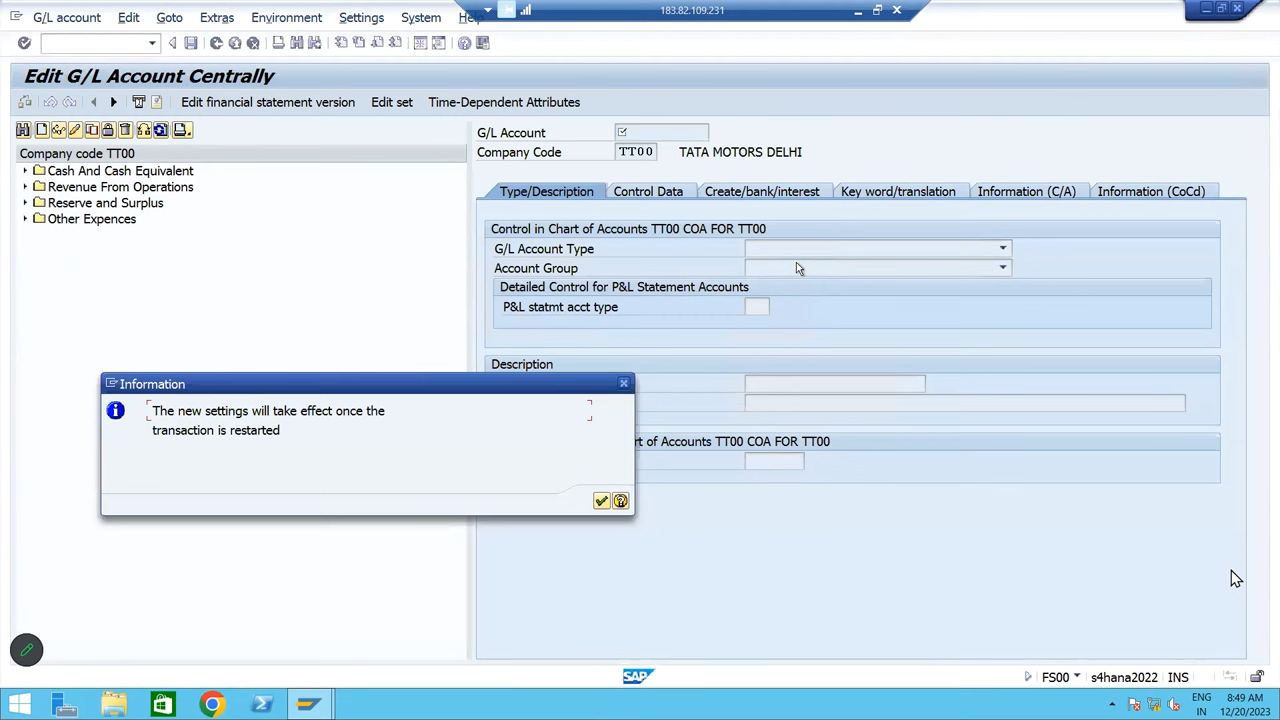 183.82.109.231
G/L account Edit Goto Extras Environment Settings System Help
Edit G/L Account Centrally
Edit financial statement version Edit set Time-Dependent Attributes
Company code TT00
Cash And Cash Equivalent
Revenue From Operations
Reserve and Surplus
Other Expences
G/L Account
Company Code TT00 TATA MOTORS DELHI
Type/Description Control Data Create/bank/interest Key word/translation Information (C/A) Information (CoCd)
Control in Chart of Accounts TT00 COA FOR TT00
G/L Account Type
Account Group
Detailed Control for P&L Statement Accounts
P&L statmt acct type
Description
rt of Accounts TT00 COA FOR TT00
Information
The new settings will take effect once the
transaction is restarted
SAP
FS00 s4hana2022 INS
ENG
IN
8:49 AM
12/20/2023